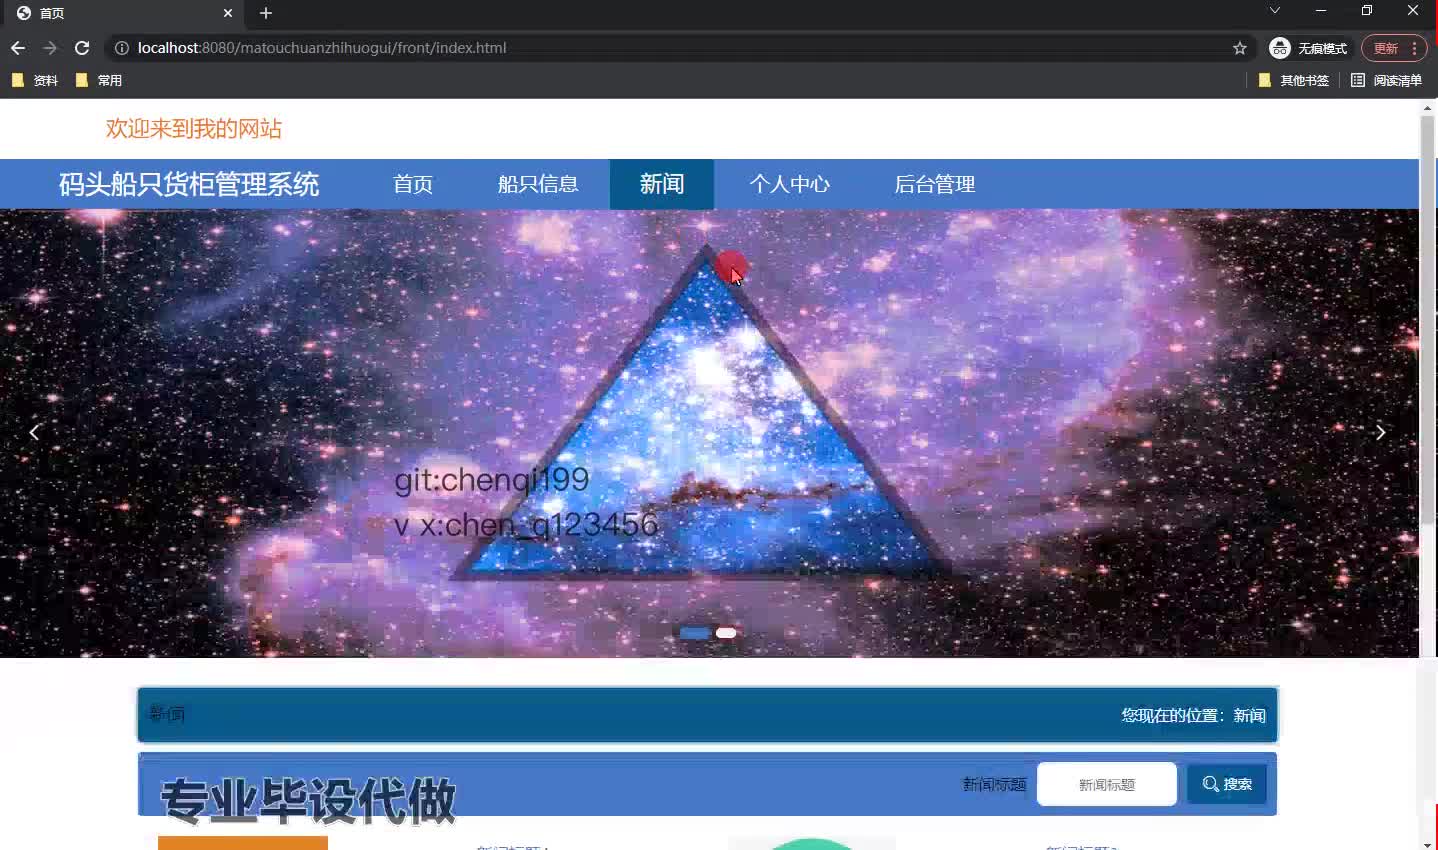 首页
localhost:8080/matouchuanzhihuogui/front/index.html
无痕模式
更新
资料
常用
其他书签
阅读清单
欢迎来到我的网站
码头船只货柜管理系统
首页
船只信息
新闻
个人中心
后台管理
git:chenqi199
v x:chen_q123456
新闻
您现在的位置：新闻
专业毕设代做
新闻标题
新闻标题
搜索